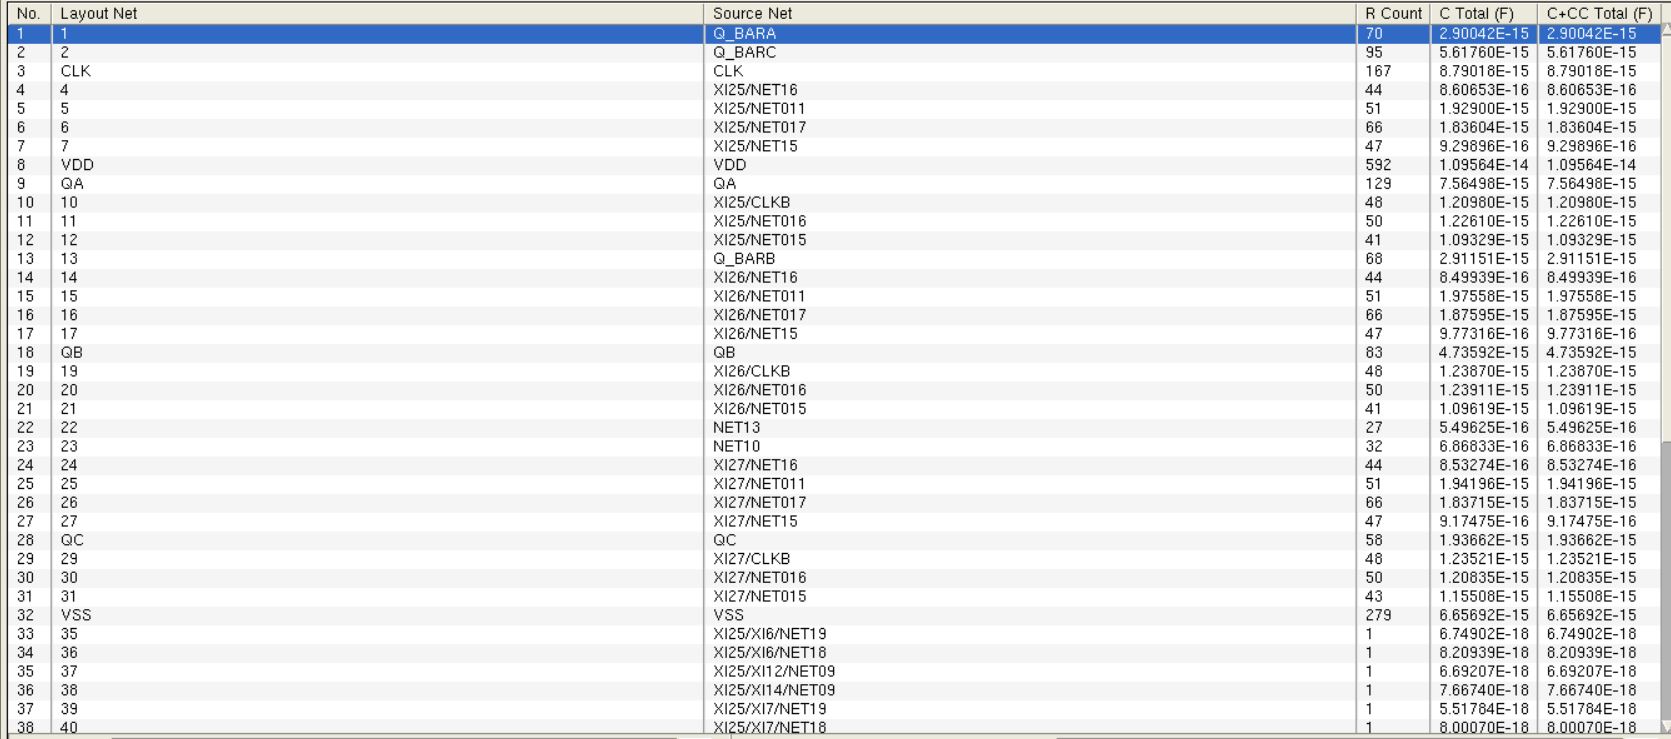 No. Layout Net Source Net R Count C Total (F) C+CC Total (F)
1 1 Q_BARA 70 2.90042E-15 2.90042E-15
2 2 Q_BARC 95 5.61760E-15 5.61760E-15
3 CLK CLK 167 8.79018E-15 8.79018E-15
4 4 XI25/NET16 44 8.60653E-16 8.60653E-16
5 5 XI25/NET011 51 1.92900E-15 1.92900E-15
6 6 XI25/NET017 66 1.83604E-15 1.83604E-15
7 7 XI25/NET15 47 9.29896E-16 9.29896E-16
8 VDD VDD 592 1.09564E-14 1.09564E-14
9 QA QA 129 7.56498E-15 7.56498E-15
10 10 XI25/CLKB 48 1.20980E-15 1.20980E-15
11 11 XI25/NET016 50 1.22610E-15 1.22610E-15
12 12 XI25/NET015 41 1.09329E-15 1.09329E-15
13 13 Q_BARB 68 2.91151E-15 2.91151E-15
14 14 XI26/NET16 44 8.49939E-16 8.49939E-16
15 15 XI26/NET011 51 1.97558E-15 1.97558E-15
16 16 XI26/NET017 66 1.87595E-15 1.87595E-15
17 17 XI26/NET15 47 9.77316E-16 9.77316E-16
18 QB QB 83 4.73592E-15 4.73592E-15
19 19 XI26/CLKB 48 1.23870E-15 1.23870E-15
20 20 XI26/NET016 50 1.23911E-15 1.23911E-15
21 21 XI26/NET015 41 1.09619E-15 1.09619E-15
22 22 NET13 27 5.49625E-16 5.49625E-16
23 23 NET10 32 6.86833E-16 6.86833E-16
24 24 XI27/NET16 44 8.53274E-16 8.53274E-16
25 25 XI27/NET011 51 1.94196E-15 1.94196E-15
26 26 XI27/NET017 66 1.83715E-15 1.83715E-15
27 27 XI27/NET15 47 9.17475E-16 9.17475E-16
28 QC QC 58 1.93662E-15 1.93662E-15
29 29 XI27/CLKB 48 1.23521E-15 1.23521E-15
30 30 XI27/NET016 50 1.20835E-15 1.20835E-15
31 31 XI27/NET015 43 1.15508E-15 1.15508E-15
32 VSS VSS 279 6.65692E-15 6.65692E-15
33 35 XI25/XI6/NET19 1 6.74902E-18 6.74902E-18
34 36 XI25/XI6/NET18 1 8.20939E-18 8.20939E-18
35 37 XI25/XI12/NET09 1 6.69207E-18 6.69207E-18
36 38 XI25/XI14/NET09 1 7.66740E-18 7.66740E-18
37 39 XI25/XI7/NET19 1 5.51784E-18 5.51784E-18
38 40 XI25/XI7/NET18 1 8.00070E-18 8.00070E-18